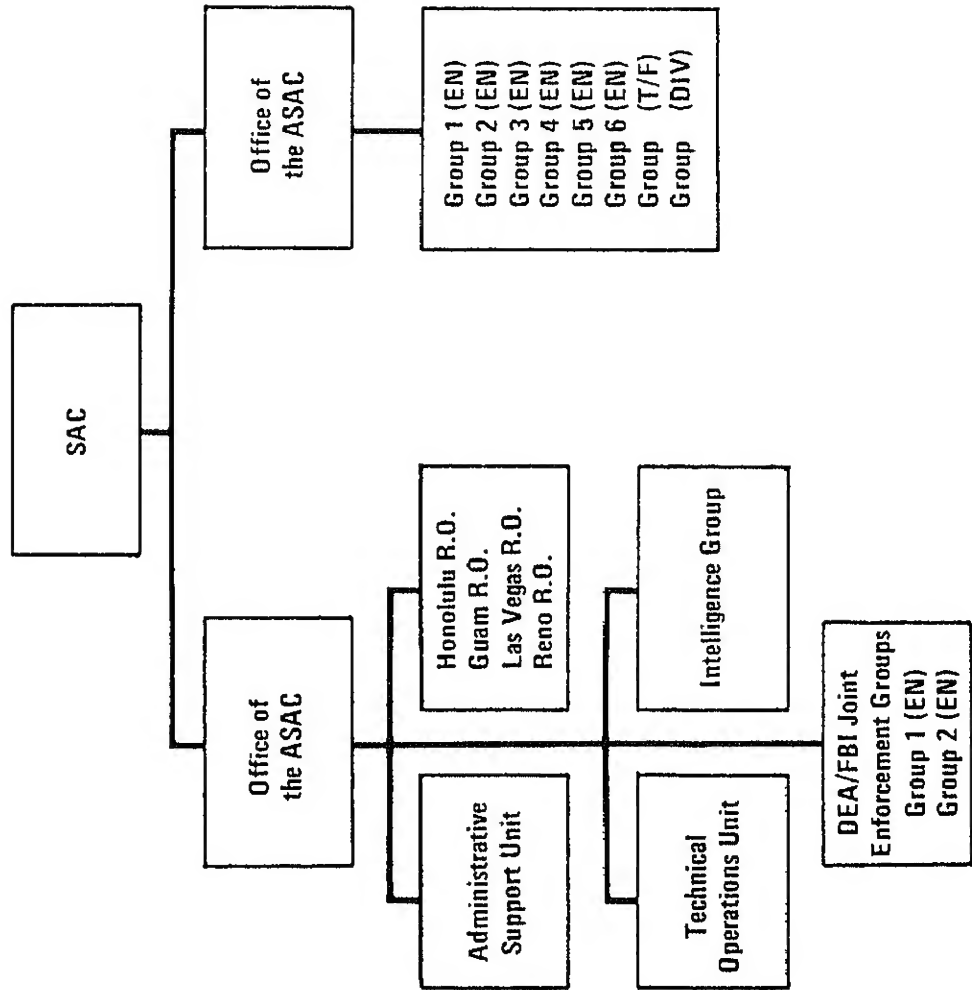 SAC
Office of
the ASAC
Office of
the ASAC
Administrative
Support Unit
Honolulu R.O.
Guam R.O.
Las Vegas R.O.
Reno R.O.
Technical
Operations Unit
Intelligence Group
DEA/FBI Joint
Enforcement Groups
Group 1 (EN)
Group 2 (EN)
Group 1 (EN)
Group 2 (EN)
Group 3 (EN)
Group 4 (EN)
Group 5 (EN)
Group 6 (EN)
Group (T/F)
Group (DIV)